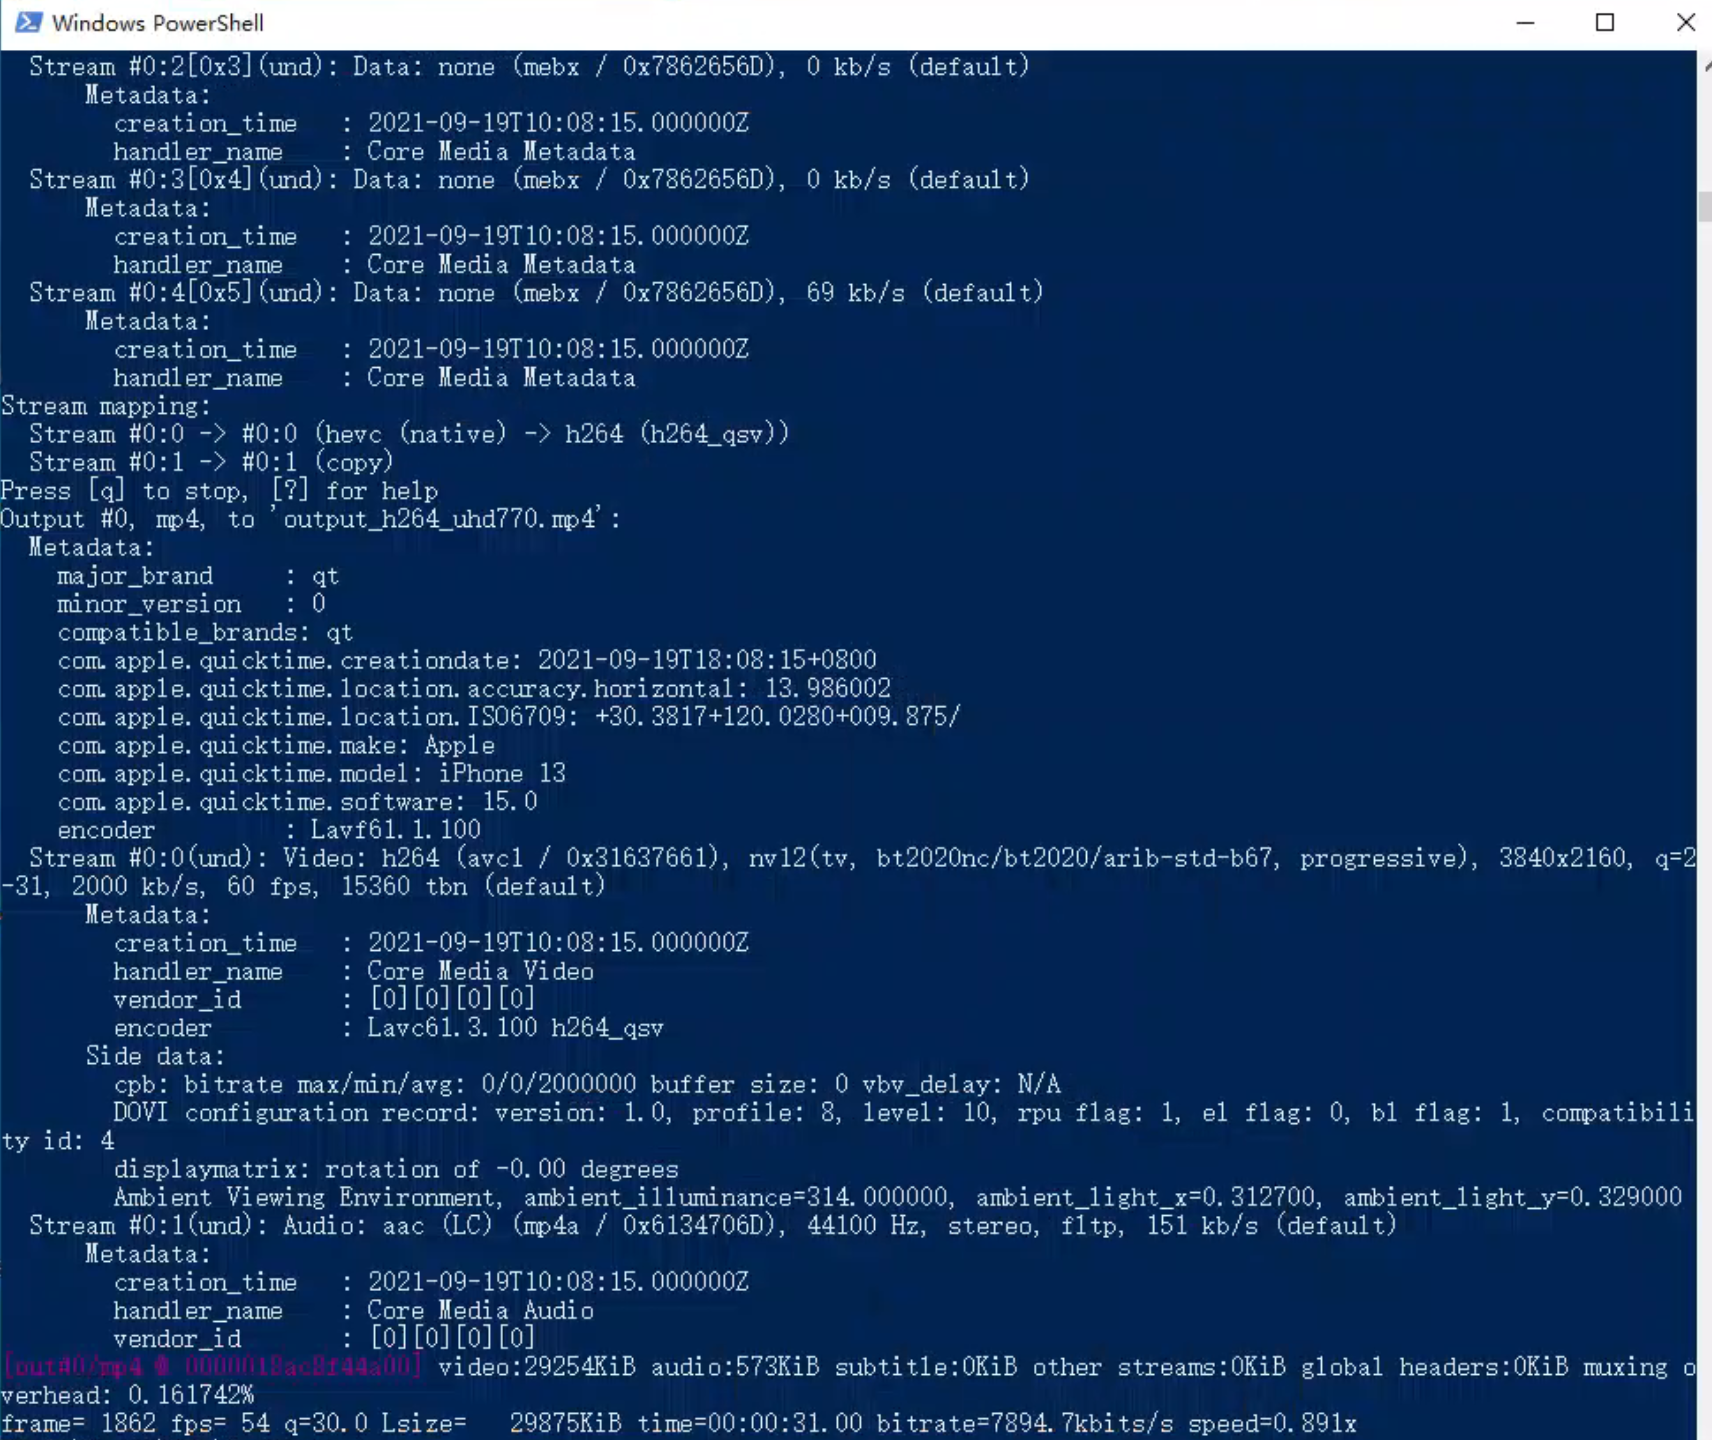 Windows PowerShell
Stream #0:2[0x3](und): Data: none (mebx / 0x7862656D), 0 kb/s (default)
Metadata:
creation_time : 2021-09-19T10:08:15.000000Z
handler_name : Core Media Metadata
Stream #0:3[0x4](und): Data: none (mebx / 0x7862656D), 0 kb/s (default)
Metadata:
creation_time : 2021-09-19T10:08:15.000000Z
handler_name : Core Media Metadata
Stream #0:4[0x5](und): Data: none (mebx / 0x7862656D), 69 kb/s (default)
Metadata:
creation_time : 2021-09-19T10:08:15.000000Z
handler_name : Core Media Metadata
Stream mapping:
Stream #0:0 -> #0:0 (hevc (native) -> h264 (h264_qsv))
Stream #0:1 -> #0:1 (copy)
Press [q] to stop, [?] for help
Output #0, mp4, to 'output_h264_uhd770.mp4':
Metadata:
major_brand : qt
minor_version : 0
compatible_brands: qt
com.apple.quicktime.creationdate: 2021-09-19T18:08:15+0800
com.apple.quicktime.location.accuracy.horizontal: 13.986002
com.apple.quicktime.location.ISO6709: +30.3817+120.0280+009.875/
com.apple.quicktime.make: Apple
com.apple.quicktime.model: iPhone 13
com.apple.quicktime.software: 15.0
encoder : Lavf61.1.100
Stream #0:0(und): Video: h264 (avc1 / 0x31637661), nv12(tv, bt2020nc/bt2020/arib-std-b67, progressive), 3840x2160, q=2
-31, 2000 kb/s, 60 fps, 15360 tbn (default)
Metadata:
creation_time : 2021-09-19T10:08:15.000000Z
handler_name : Core Media Video
vendor_id : [0][0][0][0]
encoder : Lavc61.3.100 h264_qsv
Side data:
cpb: bitrate max/min/avg: 0/0/2000000 buffer size: 0 vbv_delay: N/A
DOVI configuration record: version: 1.0, profile: 8, level: 10, rpu flag: 1, el flag: 0, bl flag: 1, compatibili
ty id: 4
displaymatrix: rotation of -0.00 degrees
Ambient Viewing Environment, ambient_illuminance=314.000000, ambient_light_x=0.312700, ambient_light_y=0.329000
Stream #0:1(und): Audio: aac (LC) (mp4a / 0x6134706D), 44100 Hz, stereo, fltp, 151 kb/s (default)
Metadata:
creation_time : 2021-09-19T10:08:15.000000Z
handler_name : Core Media Audio
vendor_id : [0][0][0][0]
[out#0/mp4 @ 0000018ac8f44a00] video:29254KiB audio:573KiB subtitle:0KiB other streams:0KiB global headers:0KiB muxing o
verhead: 0.161742%
frame= 1862 fps= 54 q=30.0 Lsize= 29875KiB time=00:00:31.00 bitrate=7894.7kbits/s speed=0.891x